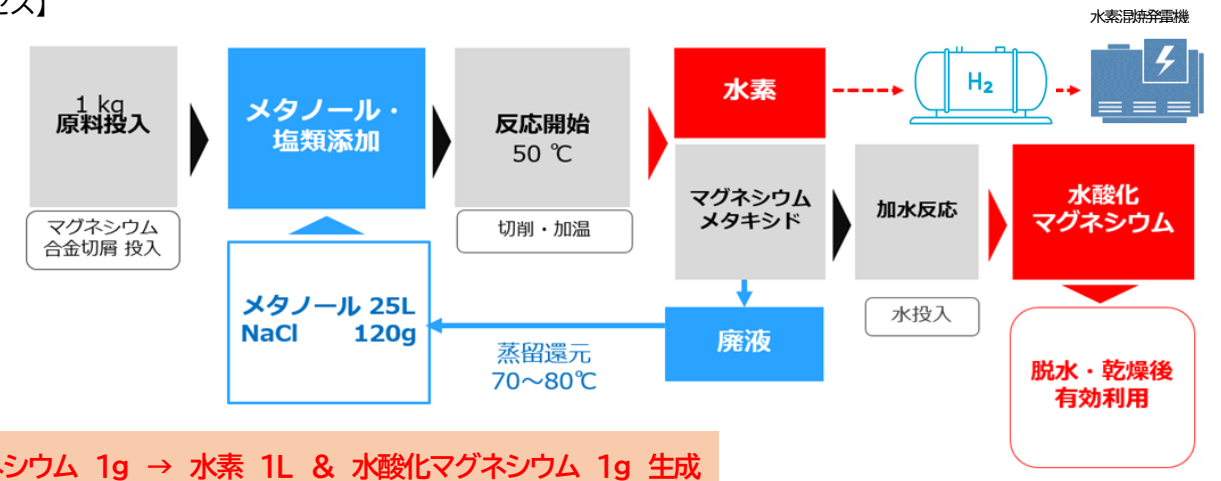 セス】
水素混焼発電機
1 kg
原料投入
マグネシウム
合金切屑 投入
メタノール・
塩類添加
反応開始
50 ℃
切削・加温
水素
H₂
マグネシウム
メタキシド
加水反応
水投入
水酸化
マグネシウム
メタノール 25L
NaCl 120g
蒸留還元
70～80℃
廃液
脱水・乾燥後
有効利用
ネシウム 1g → 水素 1L & 水酸化マグネシウム 1g 生成